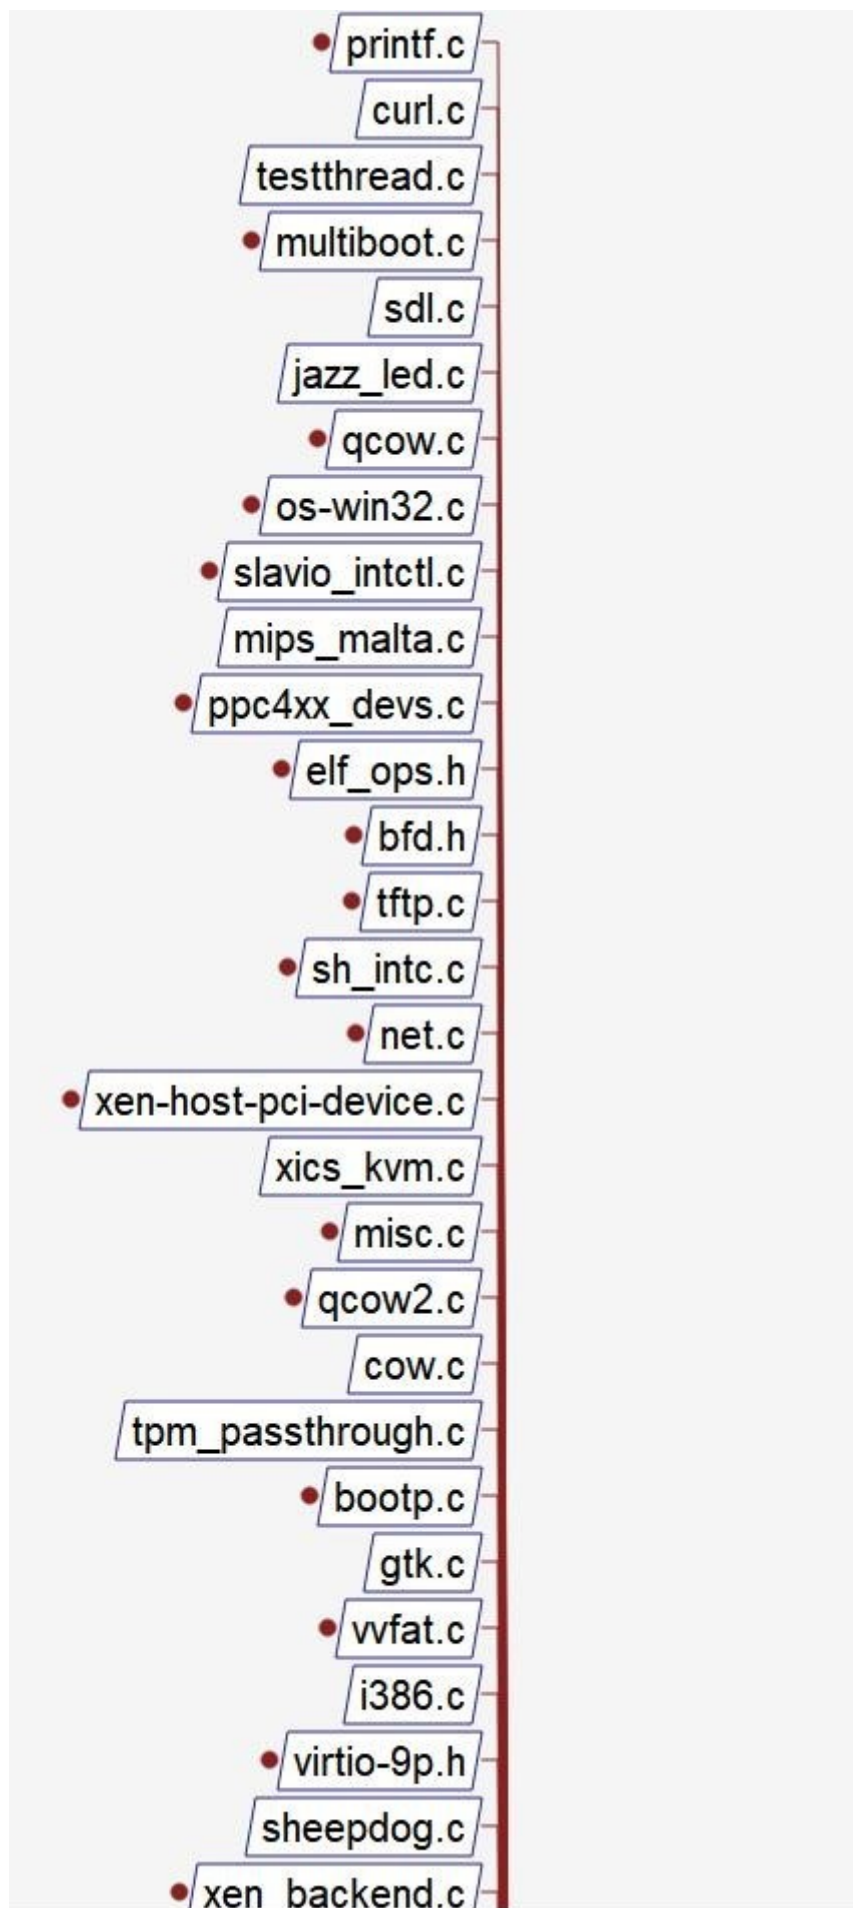 printf.c
curl.c
testthread.c
multiboot.c
sdl.c
jazz_led.c
qcow.c
os-win32.c
slavio_intctl.c
mips_malta.c
ppc4xx_devs.c
elf_ops.h
bfd.h
tftp.c
sh_intc.c
net.c
xen-host-pci-device.c
xics_kvm.c
misc.c
qcow2.c
cow.c
tpm_passthrough.c
bootp.c
gtk.c
vvfat.c
i386.c
virtio-9p.h
sheepdog.c
xen_backend.c